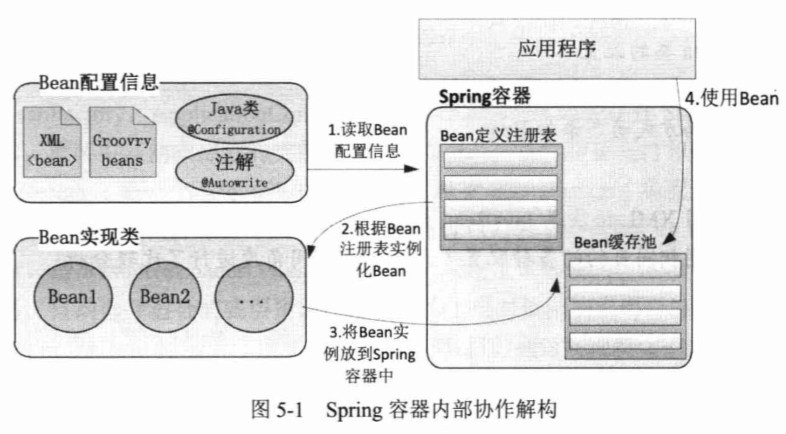 应用程序
Bean配置信息
XML
<bean>
Groovry
beans
Java类
@Configuration
注解
@Autowrite
1.读取Bean
配置信息
Spring容器
4.使用Bean
Bean定义注册表
2.根据Bean
注册表实例
化Bean
Bean实现类
Bean1
Bean2
...
Bean缓存池
3.将Bean实
例放到Spring
容器中
图 5-1 Spring 容器内部协作解构